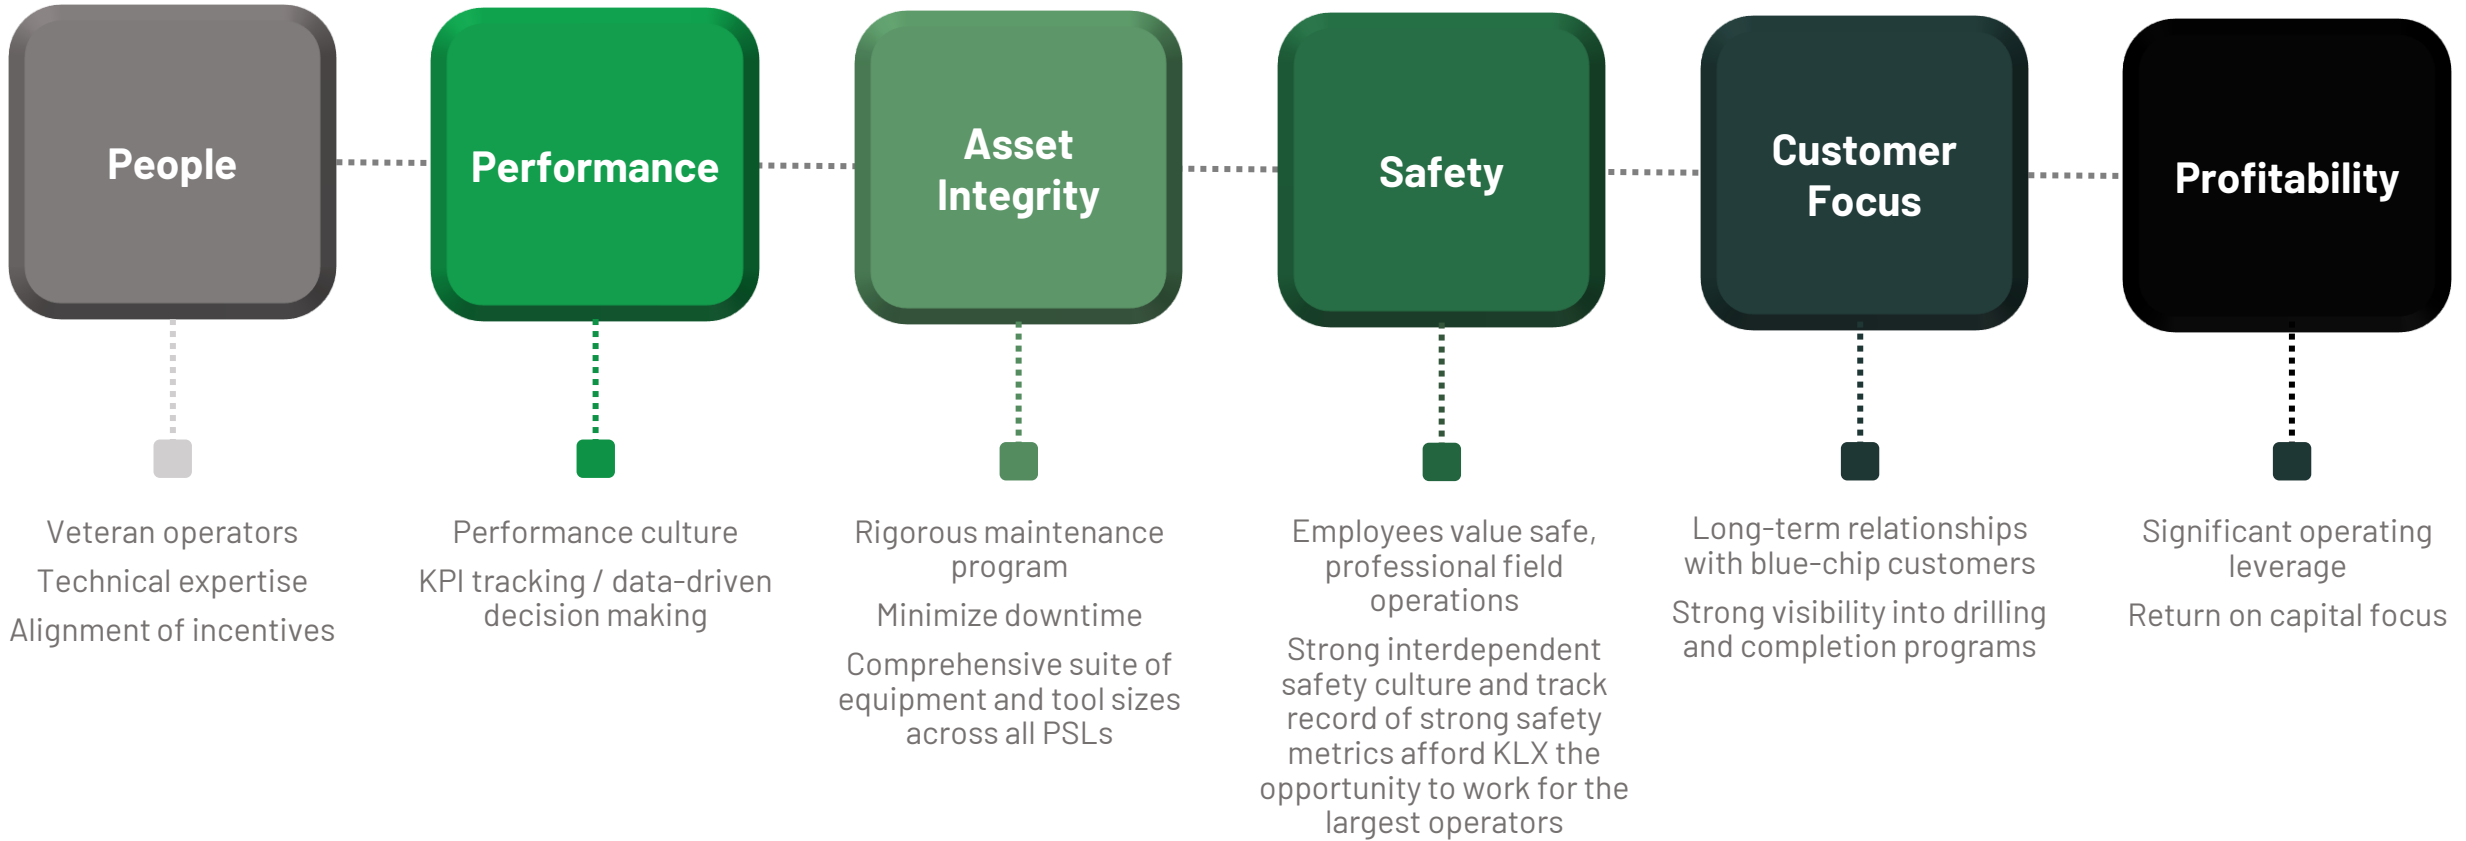 People
Performance
Asset
Integrity
Safety
Customer
Focus
Profitability
Veteran operators
Technical expertise
Alignment of incentives
Performance culture
KPI tracking / data-driven
decision making
Rigorous maintenance
program
Minimize downtime
Comprehensive suite of
equipment and tool sizes
across all PSLs
Employees value safe,
professional field
operations
Strong interdependent
safety culture and track
record of strong safety
metrics afford KLX the
opportunity to work for the
largest operators
Long-term relationships
with blue-chip customers
Strong visibility into drilling
and completion programs
Significant operating
leverage
Return on capital focus